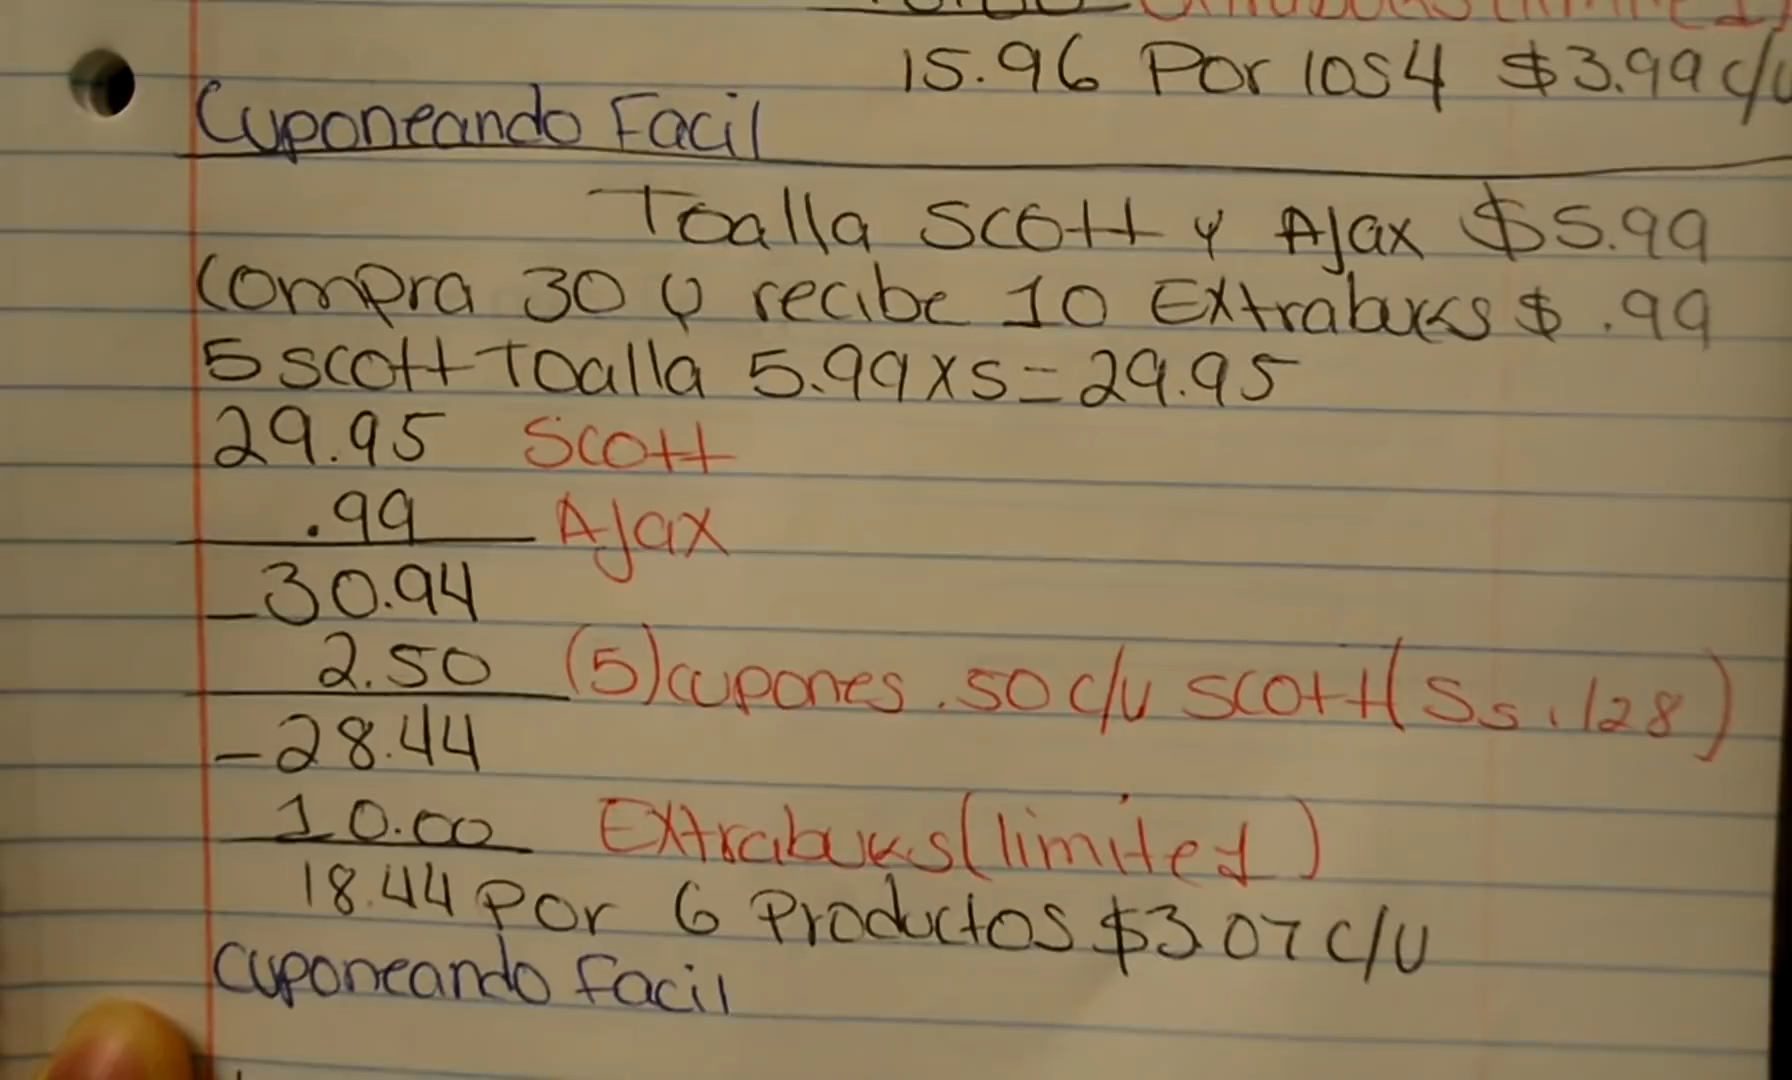 15.96 Por los 4 $3.99 c/u
Cuponeando Facil
Toalla Scott y Ajax $5.99
Compra 30 y recibe 10 Extrabucks $.99
5 scott Toalla 5.99x5=29.95
29.95 Scott
.99 Ajax
30.94
-
2.50 (5) cupones .50 c/u Scott (Ss. 1/28)
-28.44
10.00 Extrabucks (limite 1)
18.44 Por 6 Productos $3.07 c/u
Cuponeando Facil